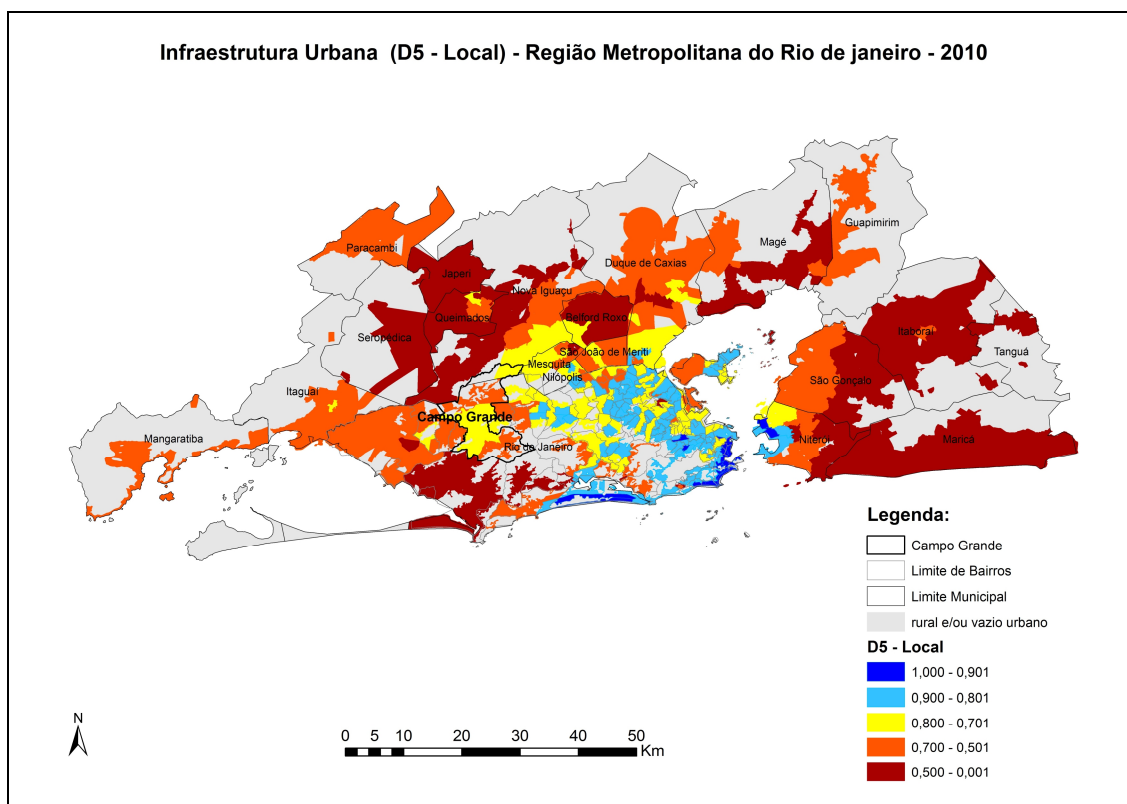 Infraestrutura Urbana  (D5 - Local) - Região Metropolitana do Rio de janeiro - 2010
Guapimirim
Magé
Paracambi
Duque de Caxias
Japeri
Nova Iguaçu
Queimados
Belford Roxo
Itaboraí
Seropédica
São João de Meriti
Tanguá
Mesquita
Nilópolis
São Gonçalo
Itaguaí
Campo Grande
Mangaratiba
Rio de Janeiro
Niterói
Maricá
Legenda:
Campo Grande
Limite de Bairros
Limite Municipal
rural e/ou vazio urbano
D5 - Local
1,000 - 0,901
0,900 - 0,801
0,800 - 0,701
0,700 - 0,501
0,500 - 0,001
N
0 5 10 20 30 40 50
Km